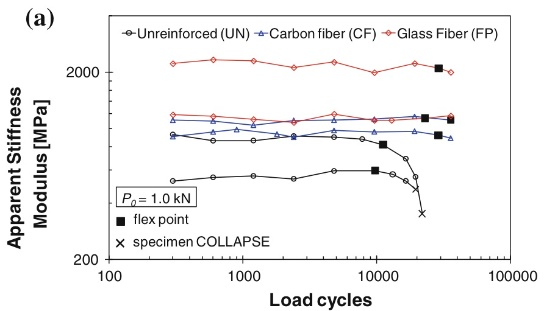 (a)
Unreinforced (UN) Carbon fiber (CF) Glass Fiber (FP)
2000
Apparent Stiffness
Modulus [MPa]
P₀ = 1.0 kN
flex point
specimen COLLAPSE
200
100 1000 10000 100000
Load cycles